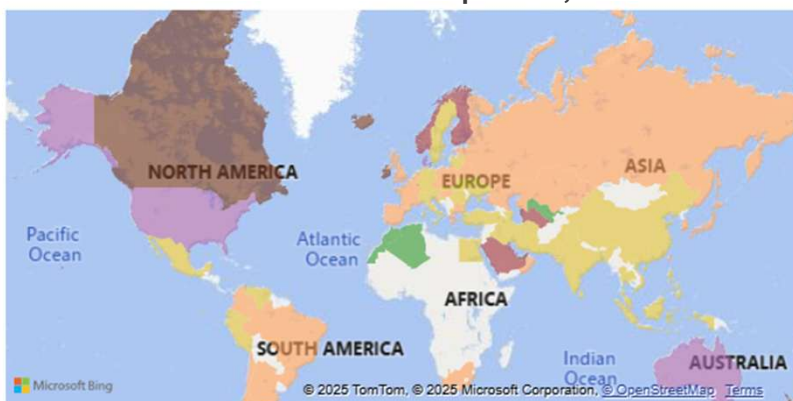 NORTH AMERICA
EUROPE
ASIA
Pacific
Ocean
Atlantic
Ocean
AFRICA
SOUTH AMERICA
Indian
Ocean
AUSTRALIA
Microsoft Bing
© 2025 TomTom, © 2025 Microsoft Corporation, © OpenStreetMap Terms